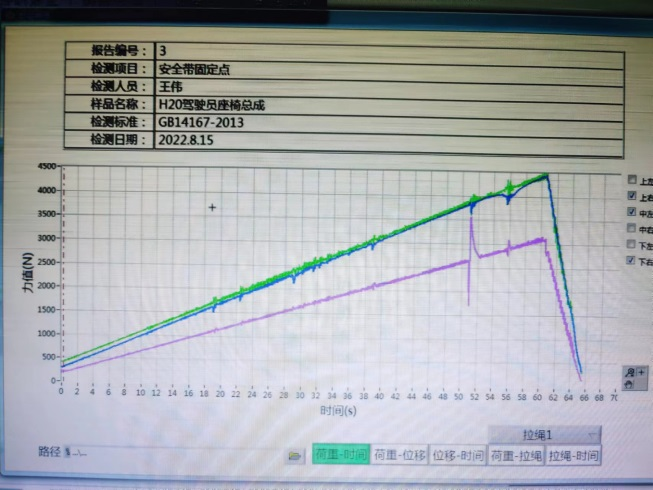 报告编号： 3
检测项目： 安全带固定点
检测人员： 王伟
样品名称： H20驾驶员座椅总成
检测标准： GB14167-2013
检测日期： 2022.8.15
4500
4000
3500
3000
2500
2000
1500
1000
500
0
力值(N)
上左
上右
中左
中右
下左
下右
0 2 4 6 8 10 12 14 16 18 20 22 24 26 28 30 32 34 36 38 40 42 44 46 48 50 52 54 56 58 60 62 64 66 68 70
时间(s)
拉绳1
路径
荷重-时间 荷重-位移 位移-时间 荷重-拉绳 拉绳-时间